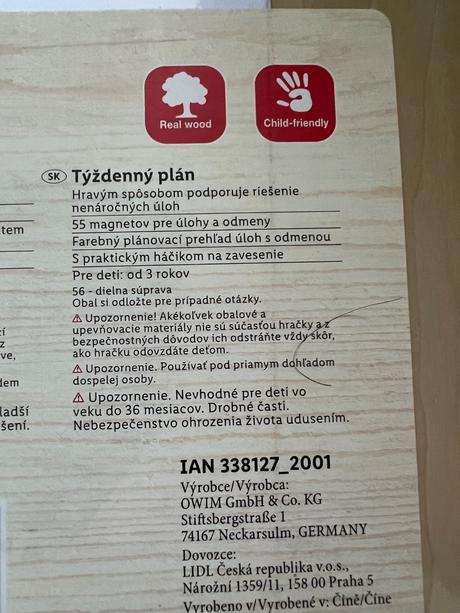 Real wood
Child-friendly
SK Týždenný plán
Hravým spôsobom podporuje riešenie
nenáročných úloh
55 magnetov pre úlohy a odmeny
Farebný plánovací prehľad úloh s odmenou
S praktickým háčikom na zavesenie
Pre deti: od 3 rokov
56 - dielna súprava
Obal si odložte pre prípadné otázky.
⚠ Upozornenie! Akékoľvek obalové a
upevňovacie materiály nie sú súčasťou hračky a z
bezpečnostných dôvodov ich odstráňte vždy skôr,
ako hračku odovzdáte deťom.
⚠ Upozornenie. Používať pod priamym dohľadom
dospelej osoby.
⚠ Upozornenie. Nevhodné pre deti vo
veku do 36 mesiacov. Drobné časti.
Nebezpečenstvo ohrozenia života udusením.
IAN 338127_2001
Výrobce/Výrobca:
OWIM GmbH & Co. KG
Stiftsbergstraße 1
74167 Neckarsulm, GERMANY
Dovozce:
LIDL Česká republika v.o.s.,
Nárožní 1359/11, 158 00 Praha 5
Vyrobeno v/Vyrobené v: Číně/Číne